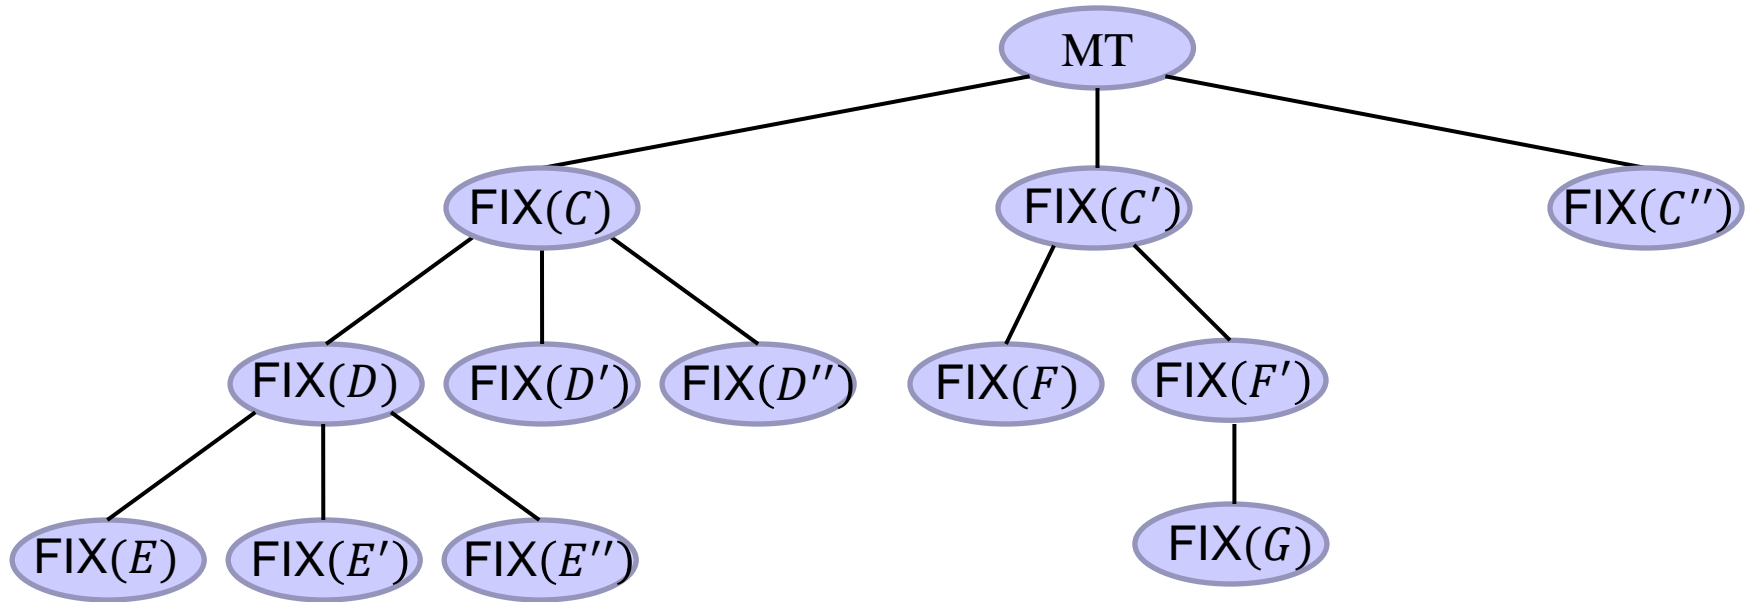 MT
FIX(C)
FIX(C′)
FIX(C′′)
FIX(D)
FIX(D′)
FIX(D′′)
FIX(F)
FIX(F′)
FIX(E)
FIX(E′)
FIX(E′′)
FIX(G)